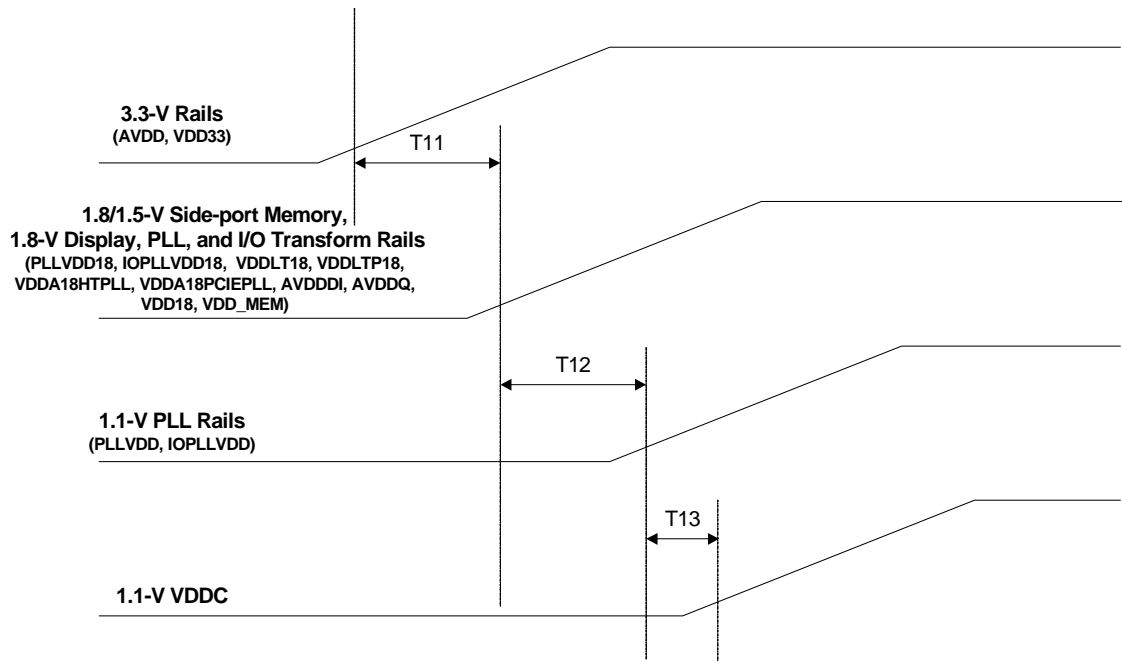 3.3-V Rails
(AVDD, VDD33)
T11
1.8/1.5-V Side-port Memory,
1.8-V Display, PLL, and I/O Transform Rails
(PLLVDD18, IOPLLVDD18, VDDLT18, VDDLTP18,
VDDA18HTPLL, VDDA18PCIEPLL, AVDDDI, AVDDQ,
VDD18, VDD_MEM)
T12
1.1-V PLL Rails
(PLLVDD, IOPLLVDD)
T13
1.1-V VDDC